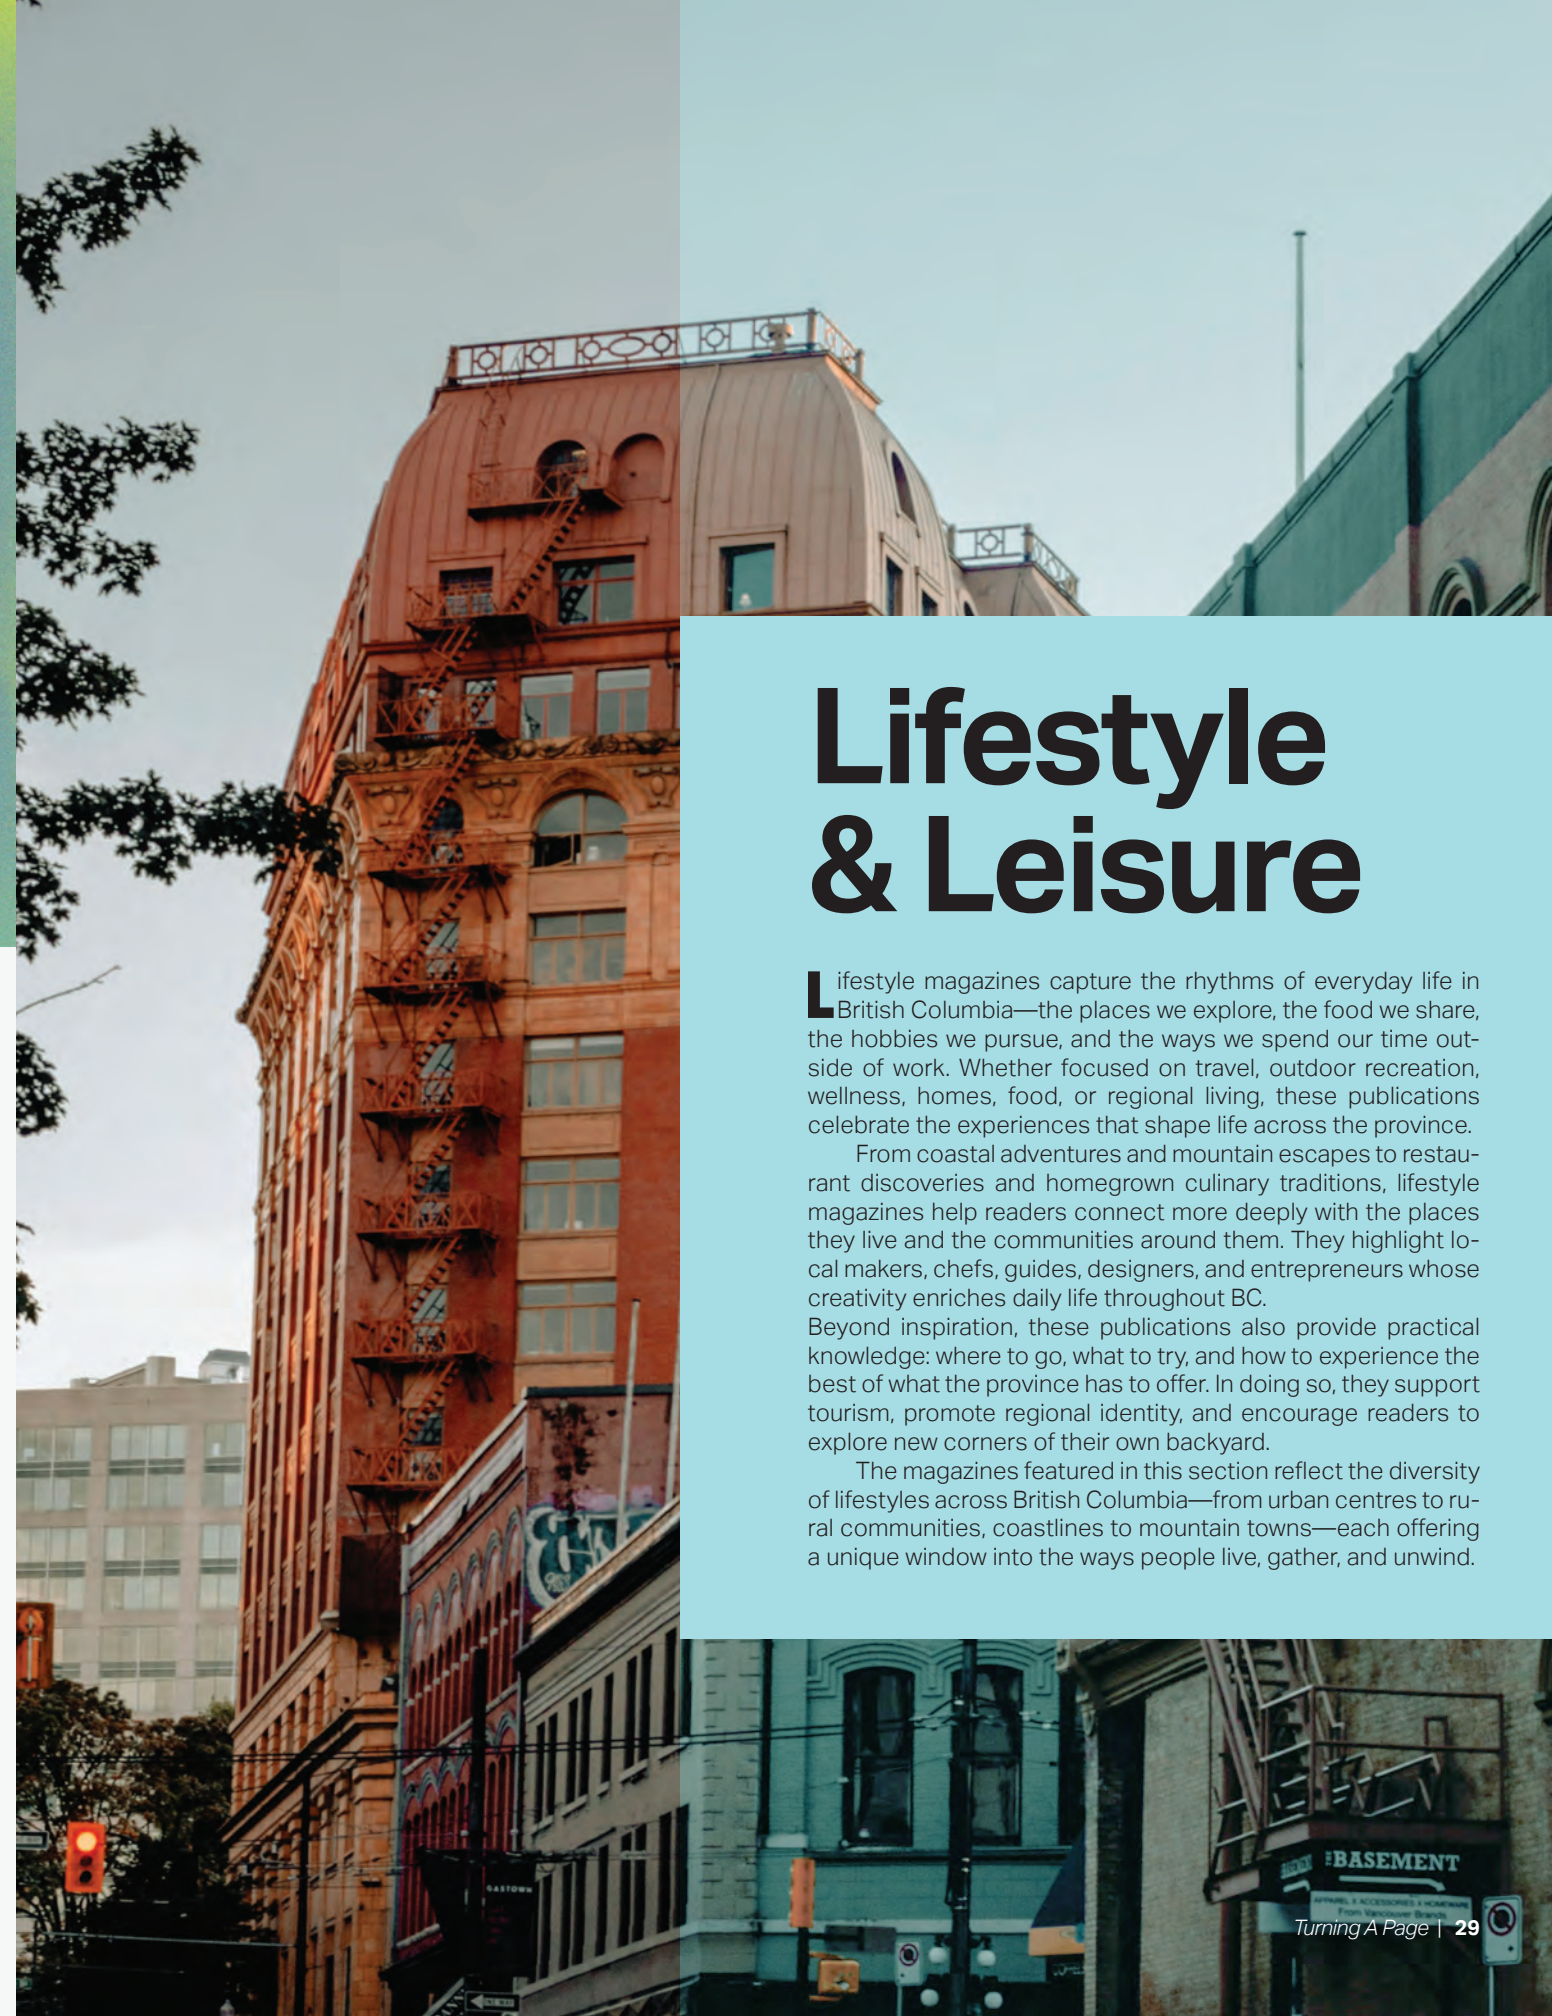 Lifestyle
& Leisure
Lifestyle magazines capture the rhythms of everyday life in
British Columbia—the places we explore, the food we share,
the hobbies we pursue, and the ways we spend our time out-
side of work. Whether focused on travel, outdoor recreation,
wellness, homes, food, or regional living, these publications
celebrate the experiences that shape life across the province.
From coastal adventures and mountain escapes to restau-
rant discoveries and homegrown culinary traditions, lifestyle
magazines help readers connect more deeply with the places
they live and the communities around them. They highlight lo-
cal makers, chefs, guides, designers, and entrepreneurs whose
creativity enriches daily life throughout BC.
Beyond inspiration, these publications also provide practical
knowledge: where to go, what to try, and how to experience the
best of what the province has to offer. In doing so, they support
tourism, promote regional identity, and encourage readers to
explore new corners of their own backyard.
The magazines featured in this section reflect the diversity
of lifestyles across British Columbia—from urban centres to ru-
ral communities, coastlines to mountain towns—each offering
a unique window into the ways people live, gather, and unwind.
THE BASEMENT
APPAREL X ACCESSORIES X HOMEWARE
From Vancouver Brands
GASTOWN
ONE WAY
Turning A Page | 29